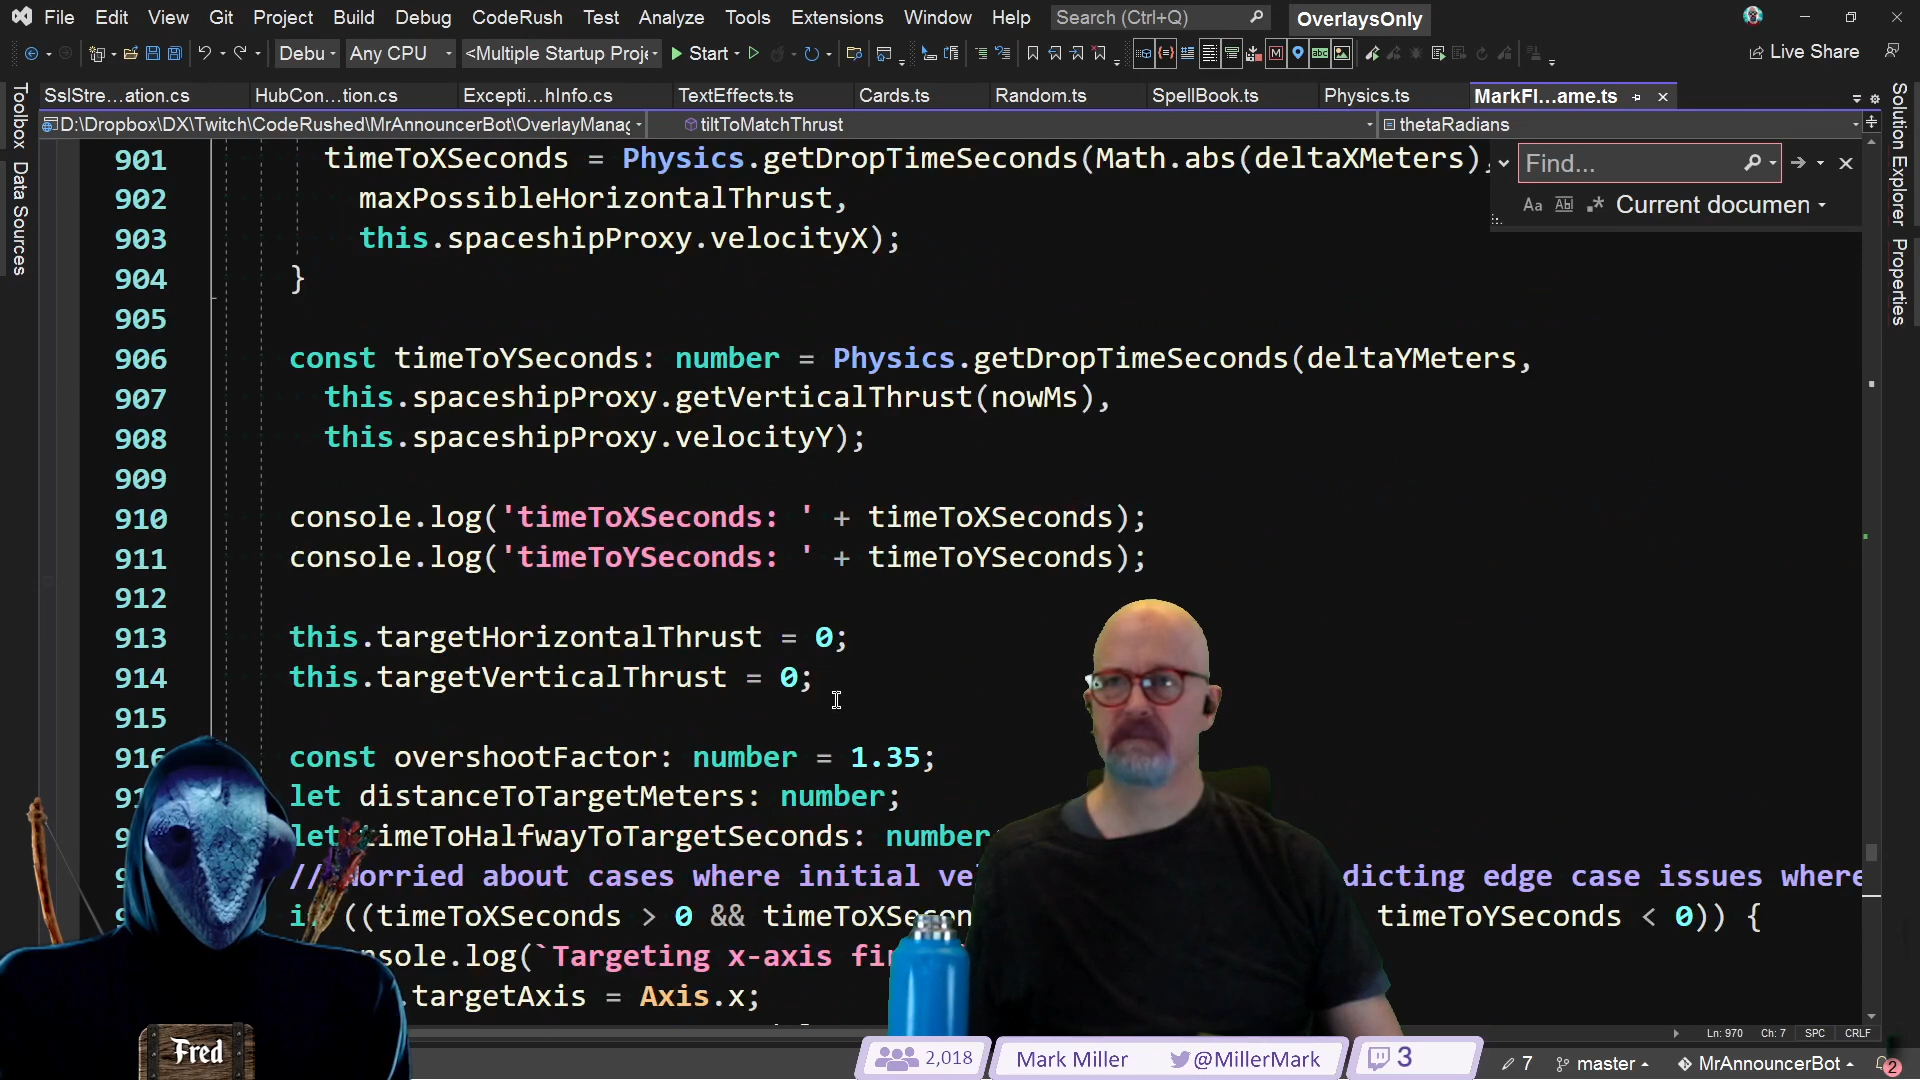 File Edit View Git Project Build Debug CodeRush Test Analyze Tools Extensions Window Help Search (Ctrl+Q) OverlaysOnly
Debu Any CPU <Multiple Startup Proje Start Live Share
SslStre…ation.cs HubCon…tion.cs Excepti…hInfo.cs TextEffects.ts Cards.ts Random.ts SpellBook.ts Physics.ts MarkFl…ame.ts
D:\Dropbox\DX\Twitch\CodeRushed\MrAnnouncerBot\OverlayManag tiltToMatchThrust thetaRadians
Toolbox
Data Sources
Solution Explorer
Properties
Find...
Aa Ab Current documen
901 timeToXSeconds = Physics.getDropTimeSeconds(Math.abs(deltaXMeters),
902 maxPossibleHorizontalThrust,
903 this.spaceshipProxy.velocityX);
904 }
905
906 const timeToYSeconds: number = Physics.getDropTimeSeconds(deltaYMeters,
907 this.spaceshipProxy.getVerticalThrust(nowMs),
908 this.spaceshipProxy.velocityY);
909
910 console.log('timeToXSeconds: ' + timeToXSeconds);
911 console.log('timeToYSeconds: ' + timeToYSeconds);
912
913 this.targetHorizontalThrust = 0;
914 this.targetVerticalThrust = 0;
915
916 const overshootFactor: number = 1.35;
let distanceToTargetMeters: number;
let timeToHalfwayToTargetSeconds: number
// Worried about cases where initial ve dicting edge case issues where
((timeToXSeconds > 0 && timeToXSecon timeToYSeconds < 0)) {
onsole.log(`Targeting x-axis fir
.targetAxis = Axis.x;
Ln: 970 Ch: 7 SPC CRLF
Fred
2,018 Mark Miller @MillerMark 3
7 master MrAnnouncerBot 2